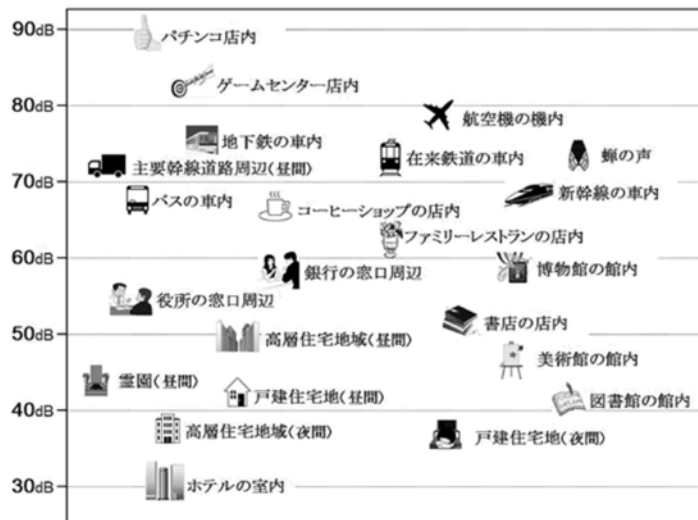 90dB
パチンコ店内
ゲームセンター店内
80dB
航空機の機内
地下鉄の車内
在来鉄道の車内
蝉の声
主要幹線道路周辺(昼間)
70dB
バスの車内
新幹線の車内
コーヒーショップの店内
ファミリーレストランの店内
60dB
銀行の窓口周辺
博物館の館内
役所の窓口周辺
書店の店内
50dB
高層住宅地域(昼間)
美術館の館内
霊園(昼間)
戸建住宅地(昼間)
図書館の館内
40dB
高層住宅地域(夜間)
戸建住宅地(夜間)
30dB
ホテルの室内